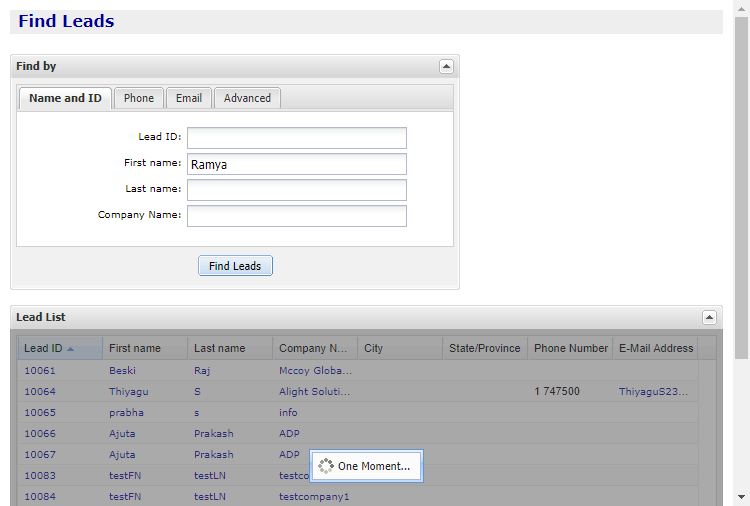 Find Leads
Find by
Name and ID Phone Email Advanced
Lead ID:
First name: Ramya
Last name:
Company Name:
Find Leads
Lead List
Lead ID First name Last name Company N... City State/Province Phone Number E-Mail Address
10061 Beski Raj Mccoy Globa...
10064 Thiyagu S Alight Soluti... 1 747500 ThiyaguS23...
10065 prabha s info
10066 Ajuta Prakash ADP
10067 Ajuta Prakash ADP
One Moment...
10083 testFN testLN testco
10084 testFN testLN testcompany1